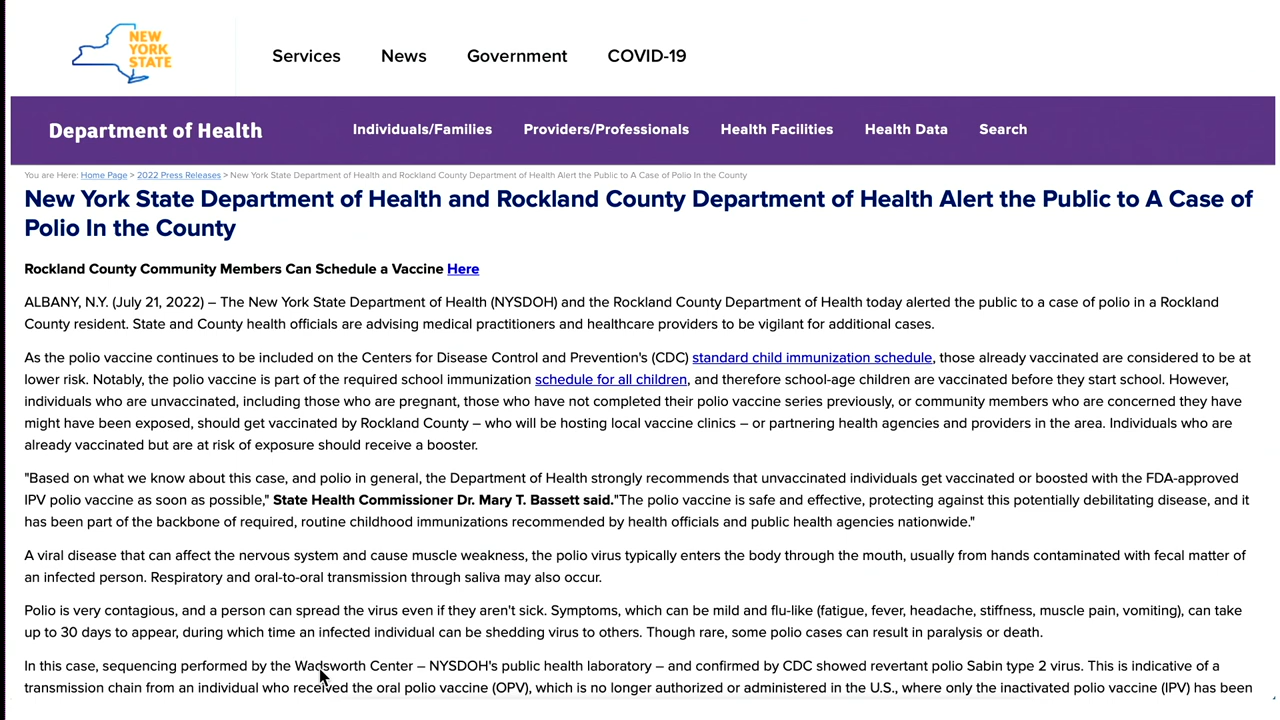 NEW
YORK
STATE
Services News Government COVID-19
Department of Health Individuals/Families Providers/Professionals Health Facilities Health Data Search
You are Here: Home Page > 2022 Press Releases > New York State Department of Health and Rockland County Department of Health Alert the Public to A Case of Polio In the County
New York State Department of Health and Rockland County Department of Health Alert the Public to A Case of
Polio In the County
Rockland County Community Members Can Schedule a Vaccine Here
ALBANY, N.Y. (July 21, 2022) – The New York State Department of Health (NYSDOH) and the Rockland County Department of Health today alerted the public to a case of polio in a Rockland
County resident. State and County health officials are advising medical practitioners and healthcare providers to be vigilant for additional cases.
As the polio vaccine continues to be included on the Centers for Disease Control and Prevention's (CDC) standard child immunization schedule, those already vaccinated are considered to be at
lower risk. Notably, the polio vaccine is part of the required school immunization schedule for all children, and therefore school-age children are vaccinated before they start school. However,
individuals who are unvaccinated, including those who are pregnant, those who have not completed their polio vaccine series previously, or community members who are concerned they have
might have been exposed, should get vaccinated by Rockland County – who will be hosting local vaccine clinics – or partnering health agencies and providers in the area. Individuals who are
already vaccinated but are at risk of exposure should receive a booster.
"Based on what we know about this case, and polio in general, the Department of Health strongly recommends that unvaccinated individuals get vaccinated or boosted with the FDA-approved
IPV polio vaccine as soon as possible," State Health Commissioner Dr. Mary T. Bassett said."The polio vaccine is safe and effective, protecting against this potentially debilitating disease, and it
has been part of the backbone of required, routine childhood immunizations recommended by health officials and public health agencies nationwide."
A viral disease that can affect the nervous system and cause muscle weakness, the polio virus typically enters the body through the mouth, usually from hands contaminated with fecal matter of
an infected person. Respiratory and oral-to-oral transmission through saliva may also occur.
Polio is very contagious, and a person can spread the virus even if they aren't sick. Symptoms, which can be mild and flu-like (fatigue, fever, headache, stiffness, muscle pain, vomiting), can take
up to 30 days to appear, during which time an infected individual can be shedding virus to others. Though rare, some polio cases can result in paralysis or death.
In this case, sequencing performed by the Wadsworth Center – NYSDOH's public health laboratory – and confirmed by CDC showed revertant polio Sabin type 2 virus. This is indicative of a
transmission chain from an individual who received the oral polio vaccine (OPV), which is no longer authorized or administered in the U.S., where only the inactivated polio vaccine (IPV) has been